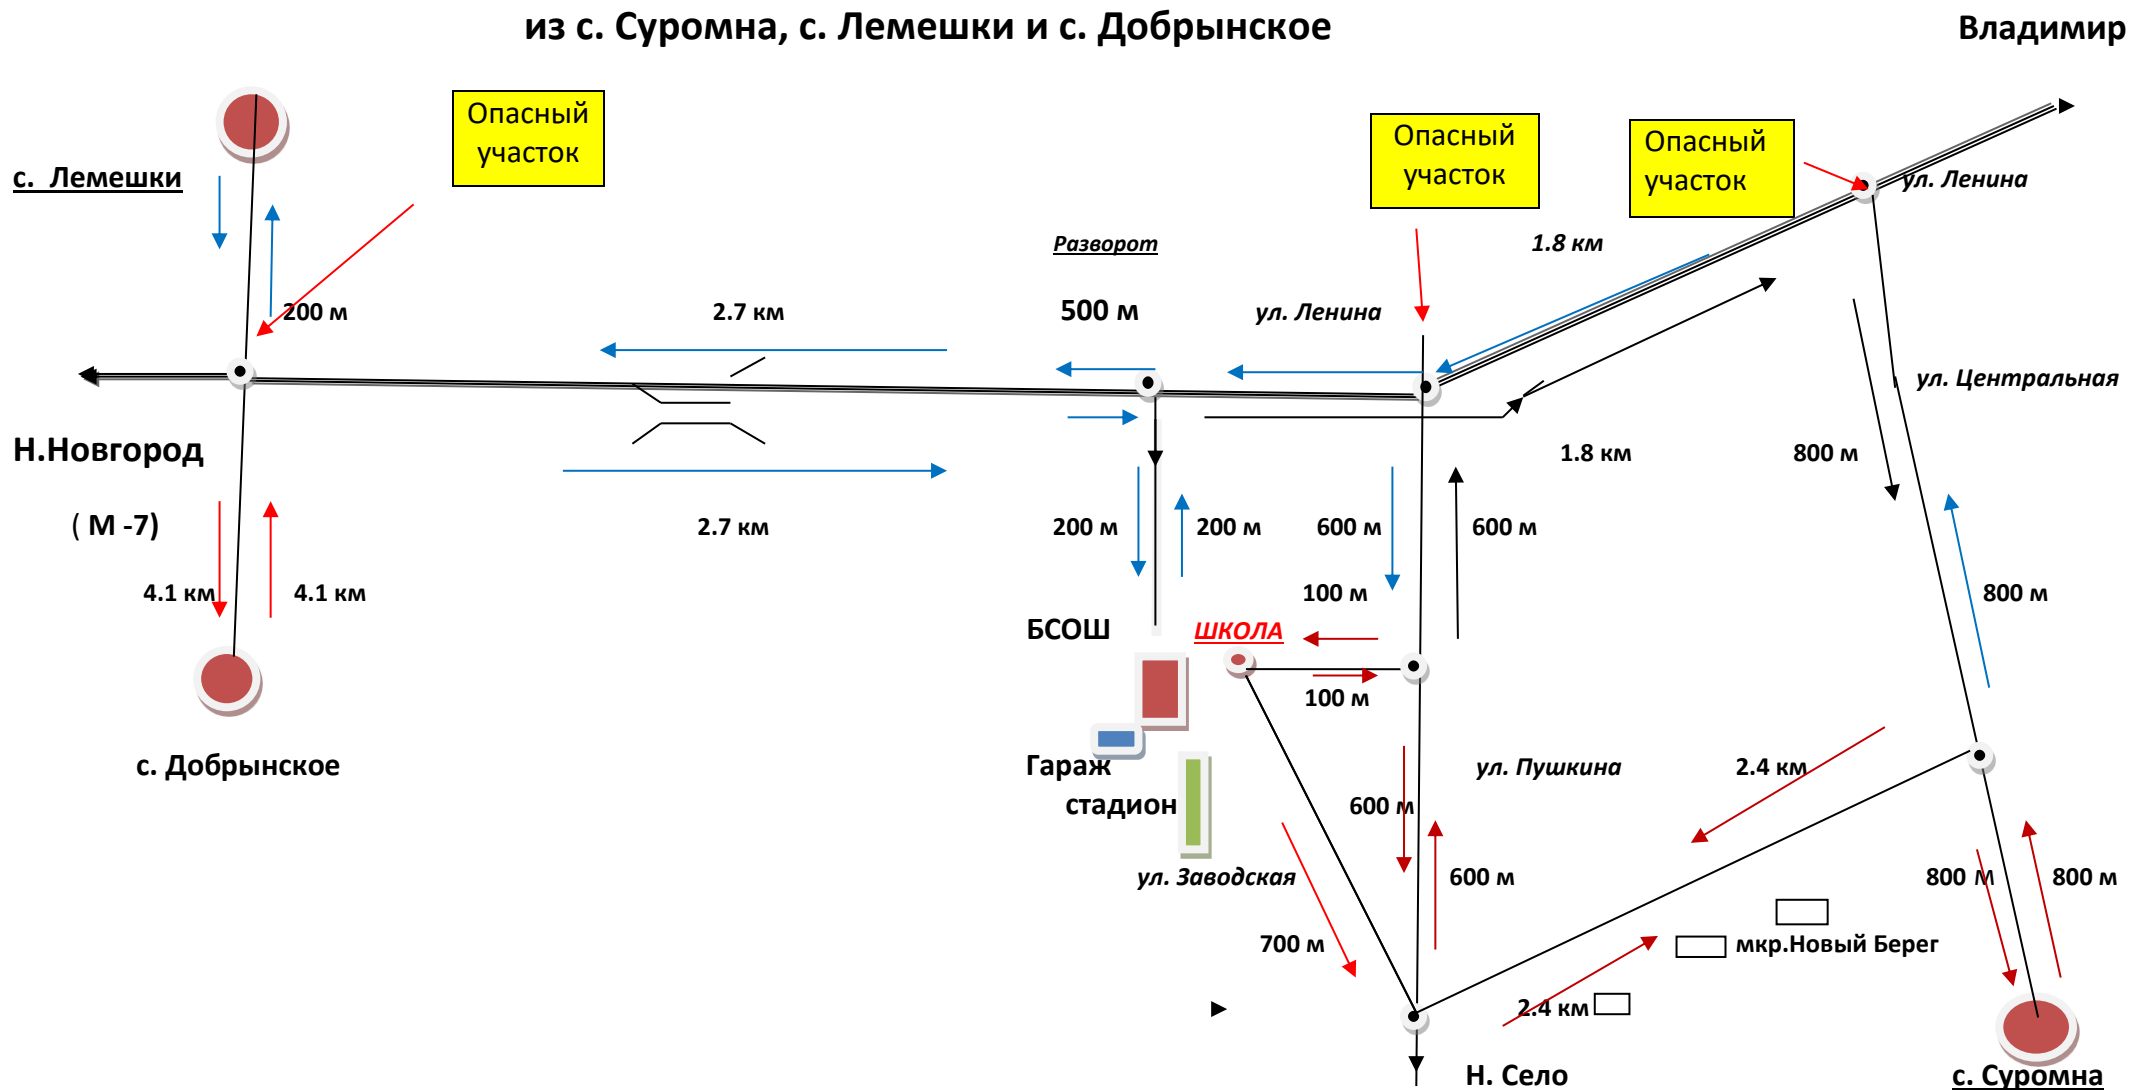 из с. Суромна, с. Лемешки и с. Добрынское
Владимир
Опасный
участок
Опасный
участок
Опасный
участок
с. Лемешки
ул. Ленина
Разворот
1.8 км
200 м
2.7 км
500 м
ул. Ленина
ул. Центральная
Н.Новгород
1.8 км
800 м
( М -7)
2.7 км
200 м
200 м
600 м
600 м
4.1 км
4.1 км
100 м
800 м
БСОШ
ШКОЛА
100 м
с. Добрынское
Гараж
ул. Пушкина
2.4 км
стадион
600 м
ул. Заводская
600 м
800 м
800 м
700 м
мкр.Новый Берег
2.4 км
Н. Село
с. Суромна